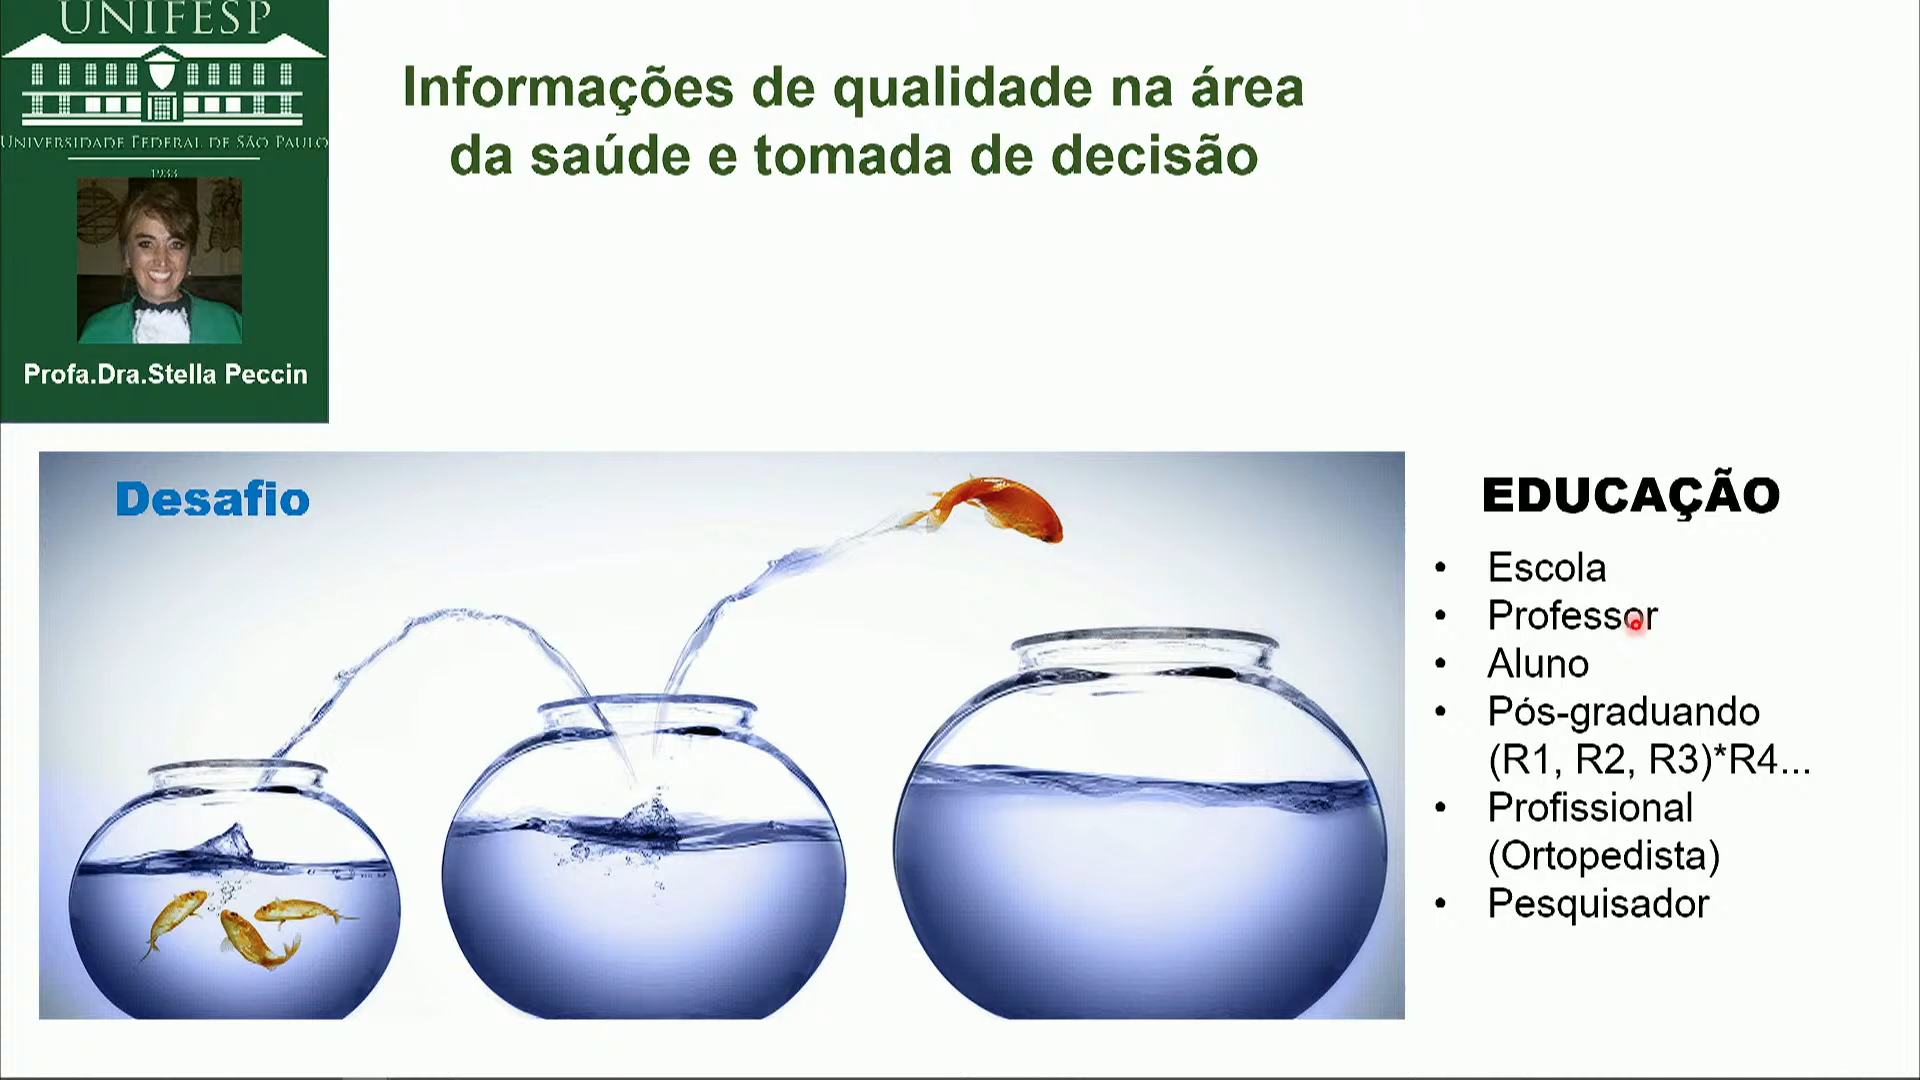 UNIFESP
UNIVERSIDADE FEDERAL DE SÃO PAULO
1933
Profa.Dra.Stella Peccin
Informações de qualidade na área
da saúde e tomada de decisão
Desafio
EDUCAÇÃO
• Escola
• Professor
• Aluno
• Pós-graduando
(R1, R2, R3)*R4...
• Profissional
(Ortopedista)
• Pesquisador